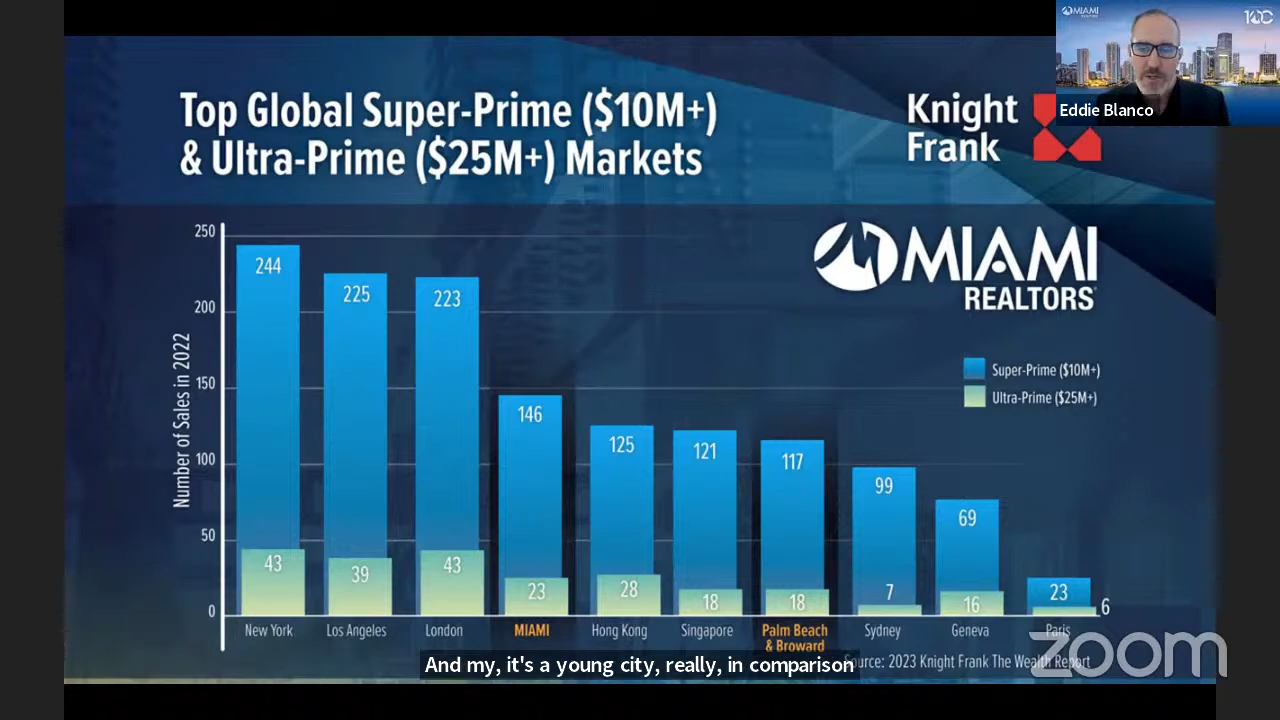 MIAMI
REALTORS
100
Eddie Blanco
Top Global Super-Prime ($10M+)
& Ultra-Prime ($25M+) Markets
Knight
Frank
MIAMI
REALTORS
Number of Sales in 2022
250
200
150
100
50
0
244
225
223
146
125
121
117
99
69
23
43
39
43
23
28
18
18
7
16
6
Super-Prime ($10M+)
Ultra-Prime ($25M+)
New York
Los Angeles
London
MIAMI
Hong Kong
Singapore
Palm Beach
& Broward
Sydney
Geneva
Paris
Source: 2023 Knight Frank The Wealth Report
And my, it's a young city, really, in comparison
zoom